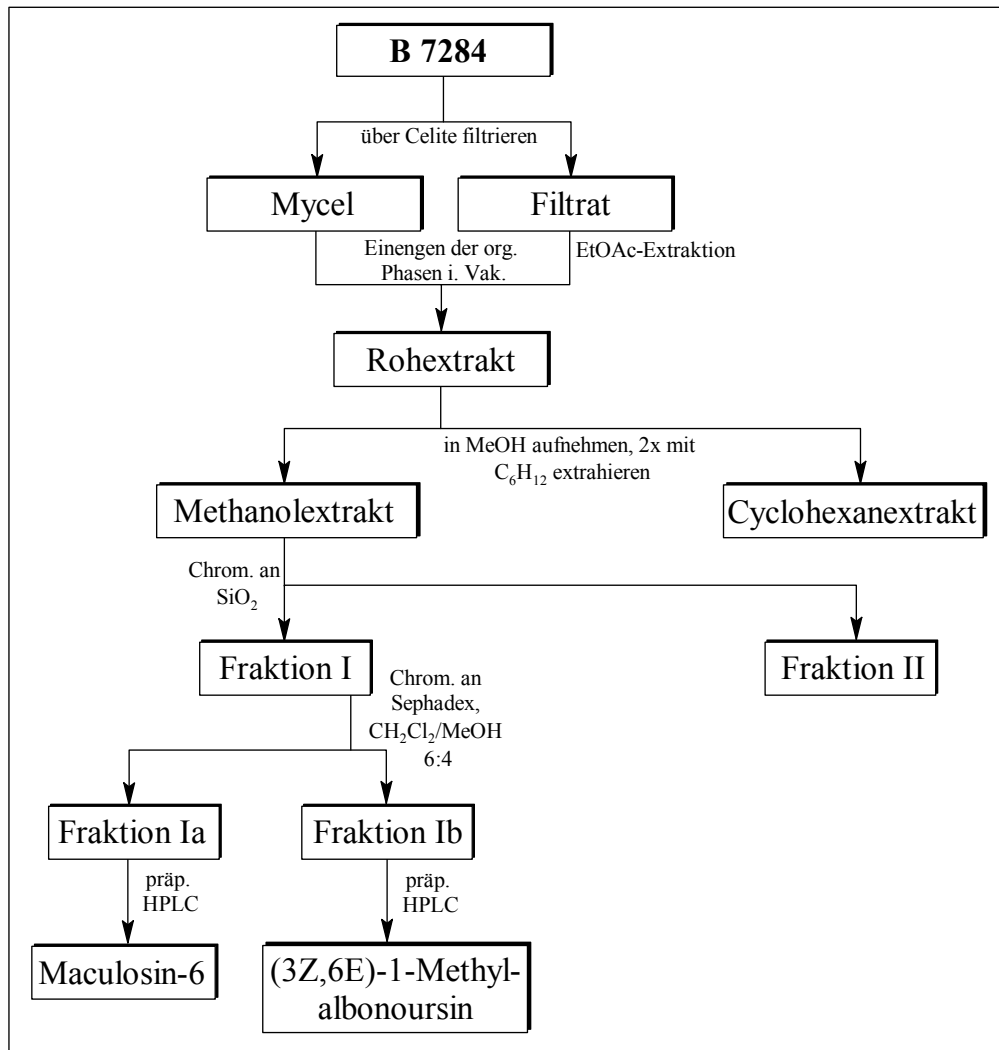 B 7284
über Celite filtrieren
Mycel
Filtrat
Einengen der org.
Phasen i. Vak.
EtOAc-Extraktion
Rohextrakt
in MeOH aufnehmen, 2x mit
C₆H₁₂ extrahieren
Methanolextrakt
Cyclohexanextrakt
Chrom. an
SiO₂
Fraktion I
Fraktion II
Chrom. an
Sephadex,
CH₂Cl₂/MeOH
6:4
Fraktion Ia
Fraktion Ib
präp.
HPLC
präp.
HPLC
Maculosin-6
(3Z,6E)-1-Methyl-
albonoursin